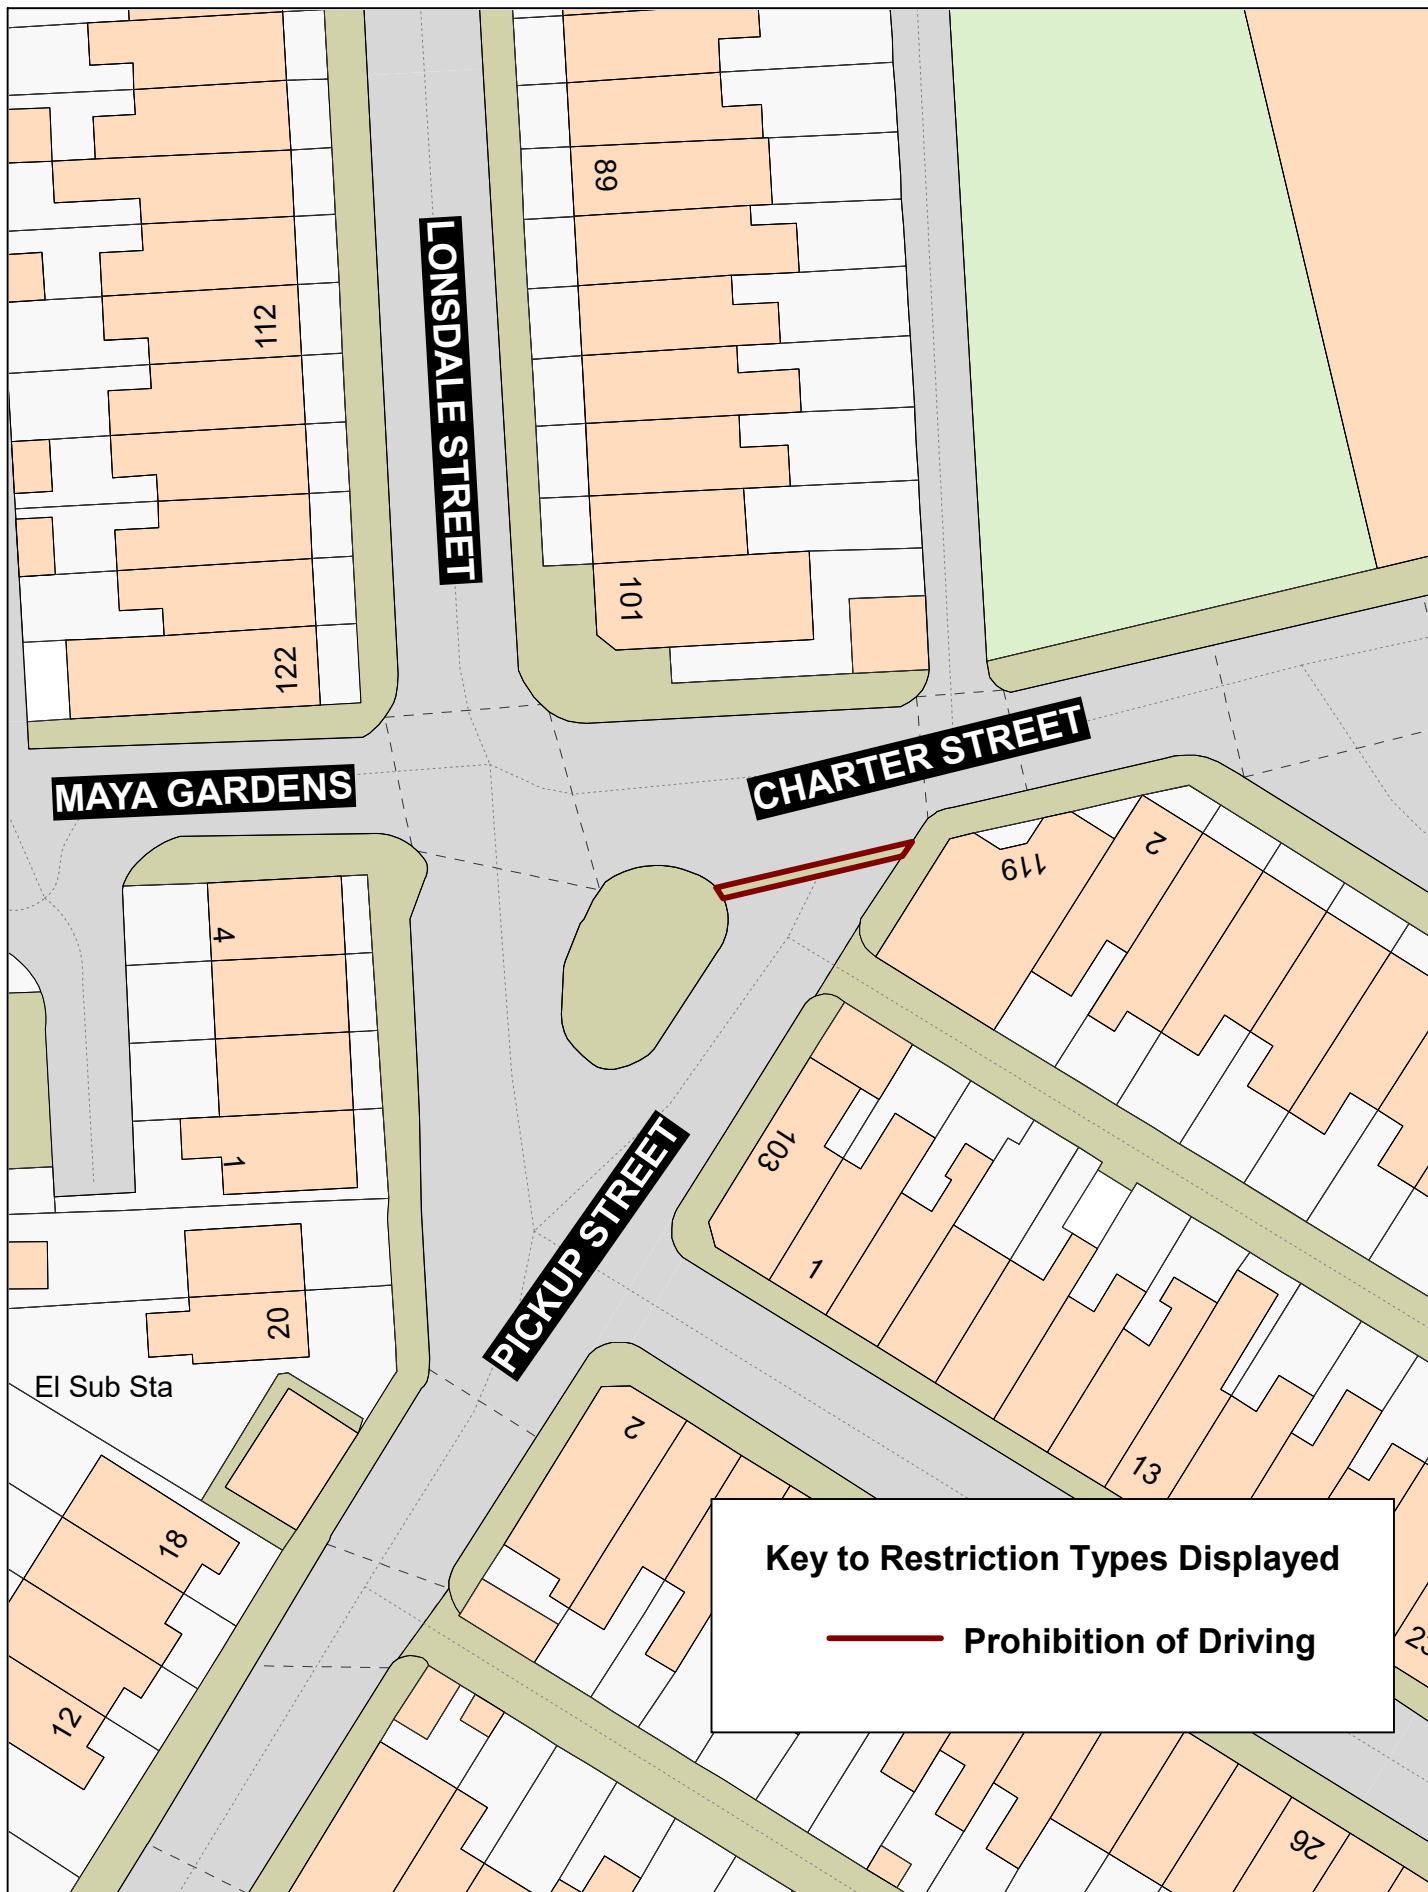 89
LONSDALE STREET
112
101
122
CHARTER STREET
MAYA GARDENS
119
2
4
103
1
PICKUP STREET
1
20
El Sub Sta
2
13
18
Key to Restriction Types Displayed
Prohibition of Driving
12
26